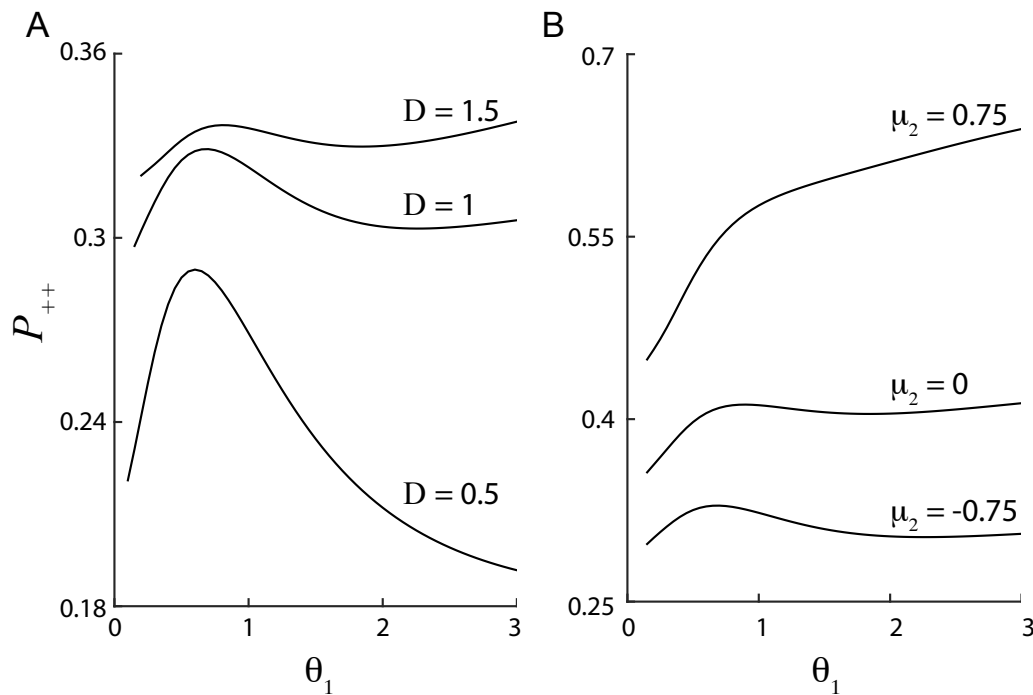 A
0.36
0.3
0.24
0.18
P₊₊
D = 1.5
D = 1
D = 0.5
0 1 2 3
θ₁
B
0.7
0.55
0.4
0.25
μ₂ = 0.75
μ₂ = 0
μ₂ = -0.75
0 1 2 3
θ₁